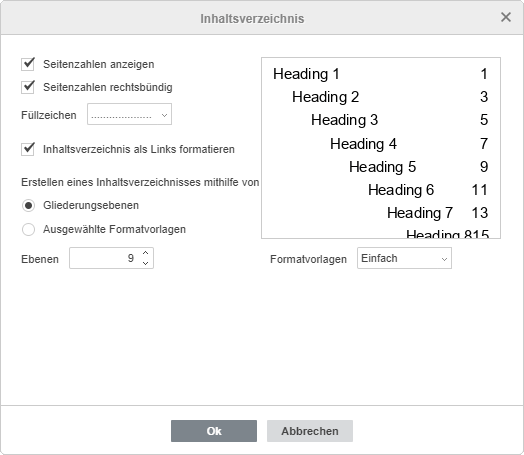 Inhaltsverzeichnis
Seitenzahlen anzeigen
Seitenzahlen rechtsbündig
Füllzeichen ....................
Inhaltsverzeichnis als Links formatieren
Erstellen eines Inhaltsverzeichnisses mithilfe von
Gliederungsebenen
Ausgewählte Formatvorlagen
Ebenen 9
Heading 1 1
Heading 2 3
Heading 3 5
Heading 4 7
Heading 5 9
Heading 6 11
Heading 7 13
Heading 815
Formatvorlagen Einfach
Ok Abbrechen